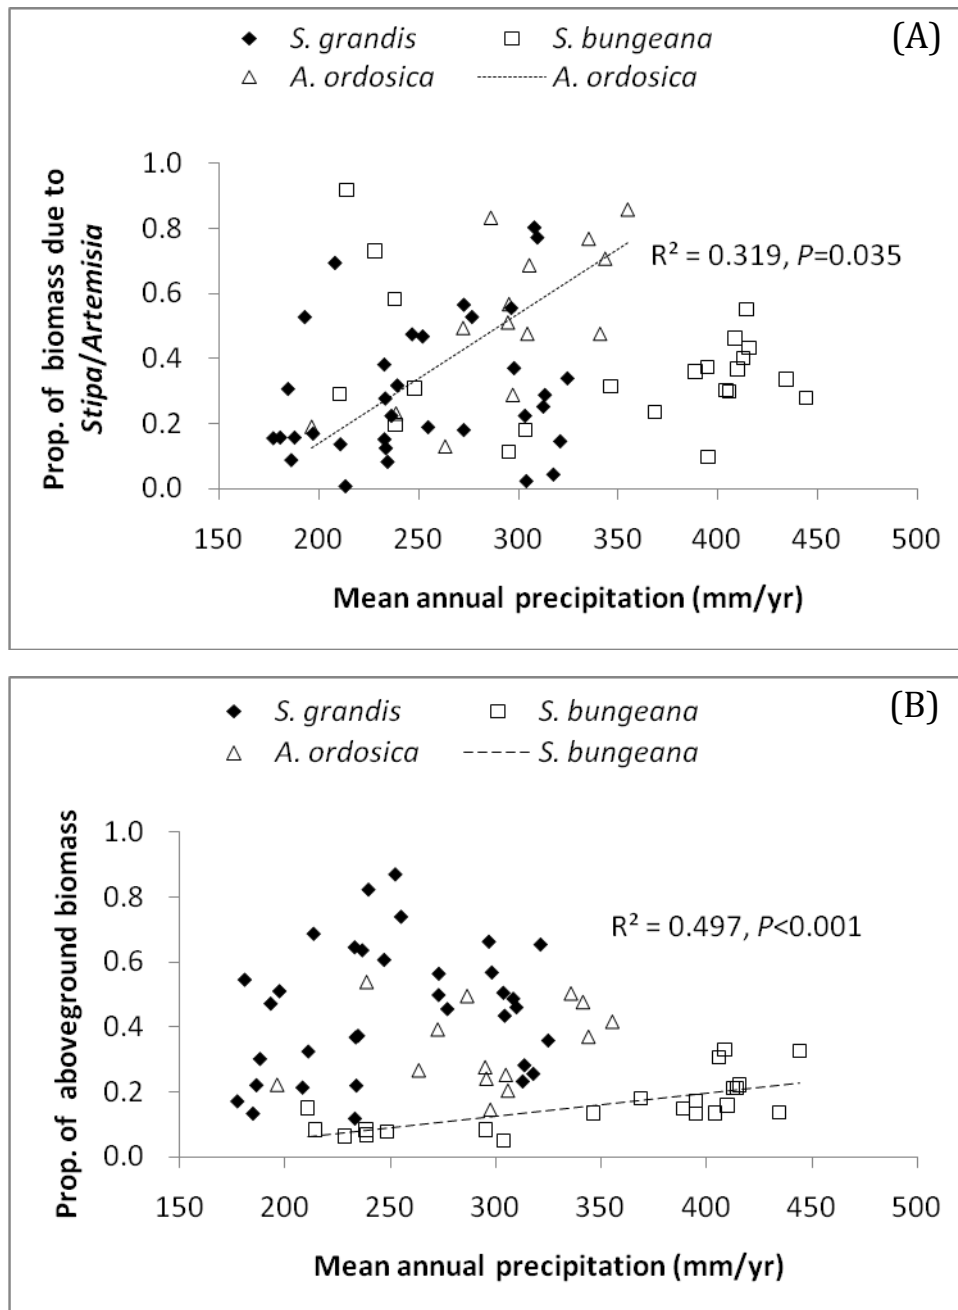 (A)
S. grandis S. bungeana
A. ordosica A. ordosica
Prop. of biomass due to
Stipa/Artemisia
1.0
0.8
0.6
0.4
0.2
0.0
R² = 0.319, P=0.035
150 200 250 300 350 400 450 500
Mean annual precipitation (mm/yr)
(B)
S. grandis S. bungeana
A. ordosica S. bungeana
Prop. of aboveground biomass
1.0
0.8
0.6
0.4
0.2
0.0
R² = 0.497, P<0.001
150 200 250 300 350 400 450 500
Mean annual precipitation (mm/yr)